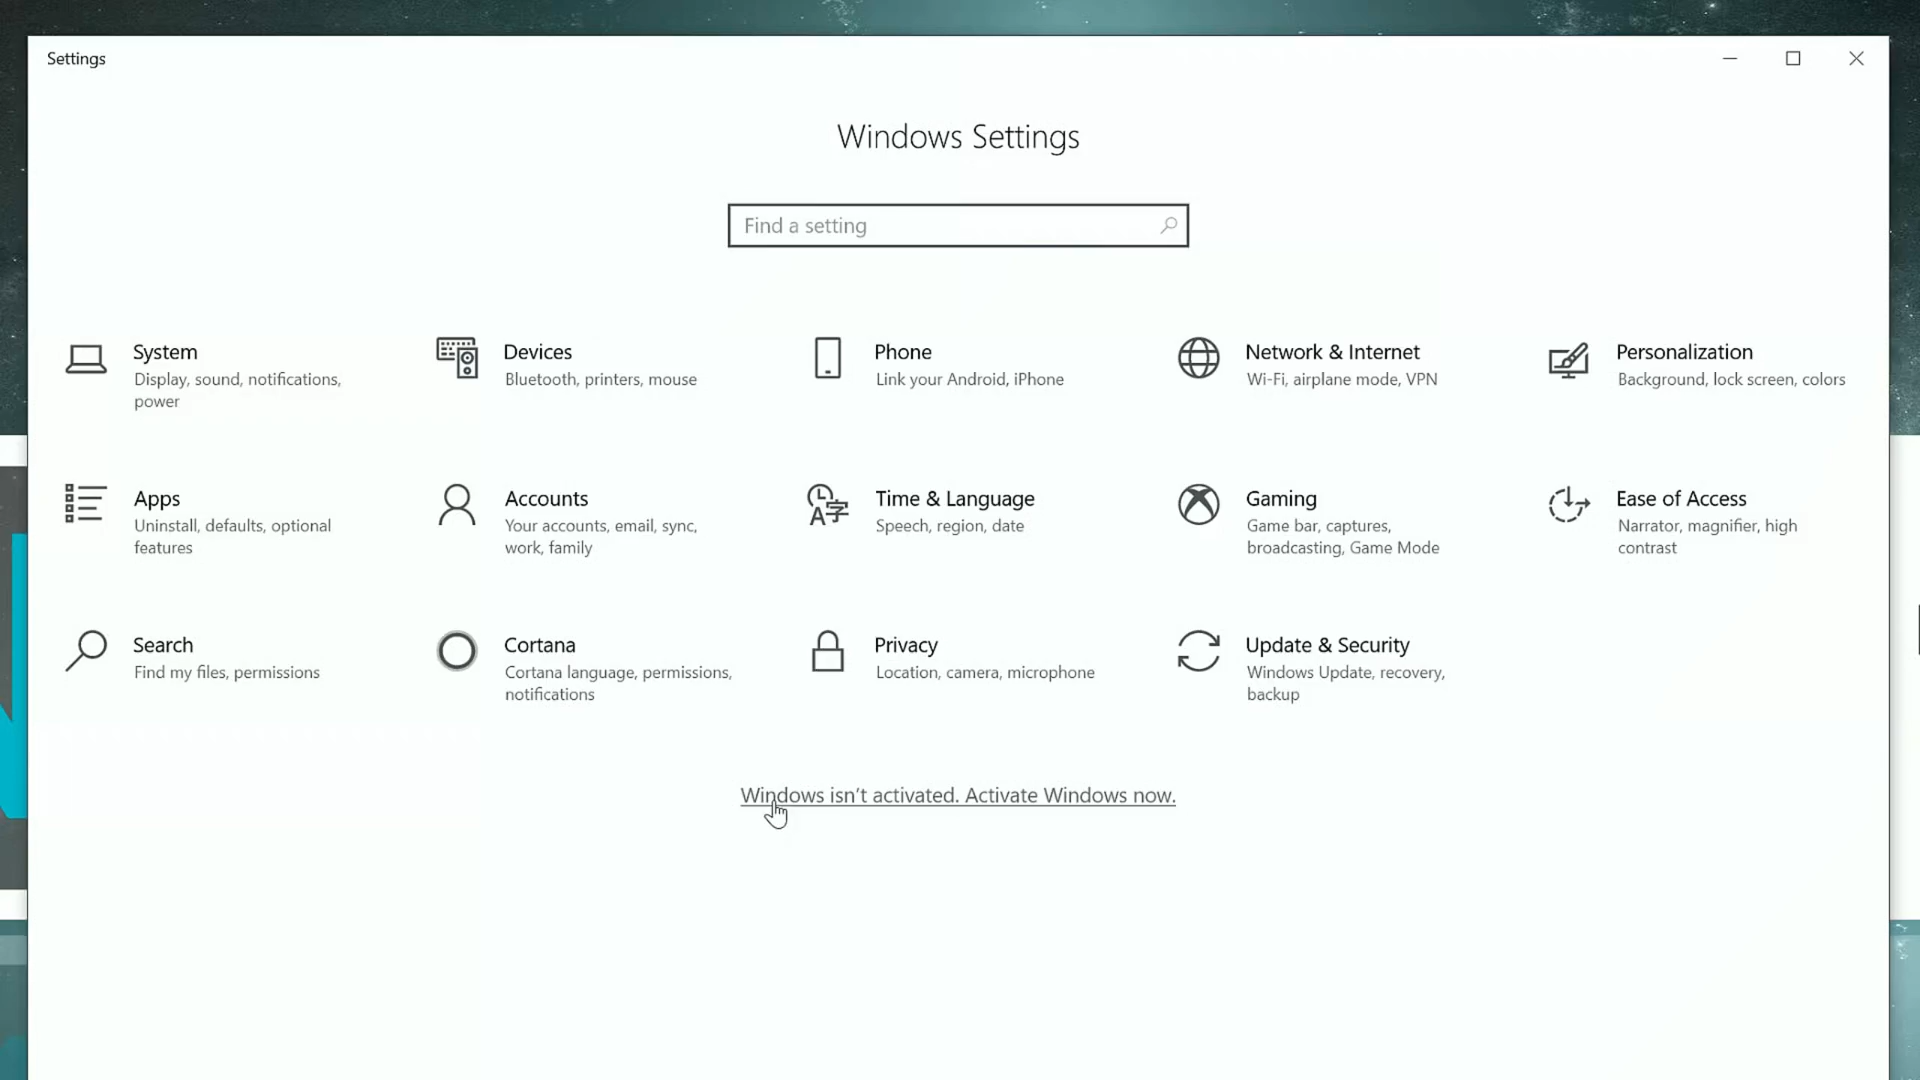 Settings
Windows Settings
Find a setting
System
Display, sound, notifications,
power
Devices
Bluetooth, printers, mouse
Phone
Link your Android, iPhone
Network & Internet
Wi-Fi, airplane mode, VPN
Personalization
Background, lock screen, colors
Apps
Uninstall, defaults, optional
features
Accounts
Your accounts, email, sync,
work, family
Time & Language
Speech, region, date
Gaming
Game bar, captures,
broadcasting, Game Mode
Ease of Access
Narrator, magnifier, high
contrast
Search
Find my files, permissions
Cortana
Cortana language, permissions,
notifications
Privacy
Location, camera, microphone
Update & Security
Windows Update, recovery,
backup
Windows isn't activated. Activate Windows now.